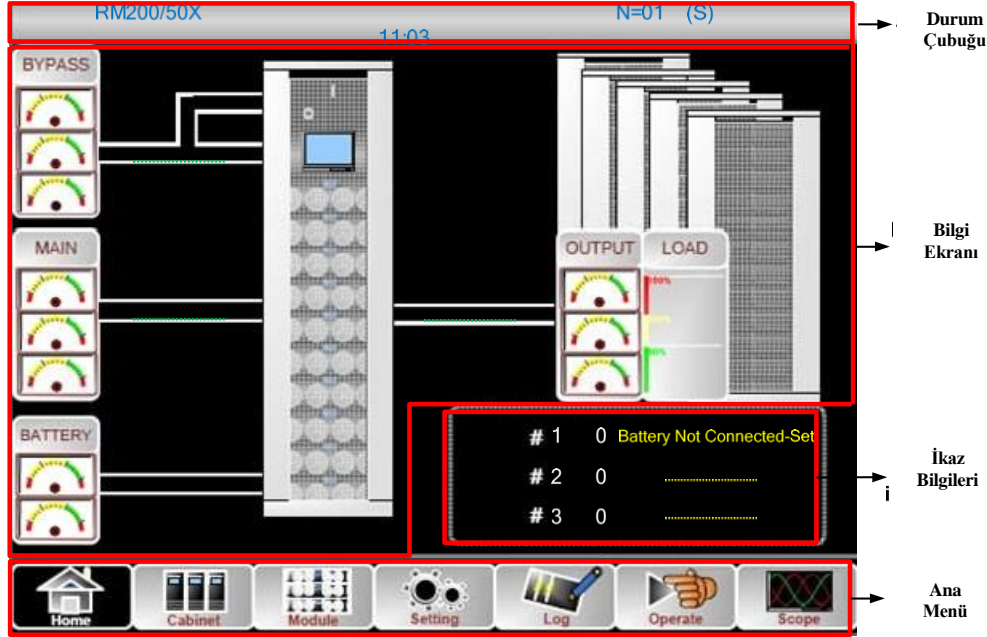 RM200/50X
N=01 (S)
11:03
Durum
Çubuğu
BYPASS
MAIN
OUTPUT
LOAD
Bilgi
Ekranı
BATTERY
# 1 0 Battery Not Connected-Set
# 2 0
# 3 0
İkaz
Bilgileri
i
Home
Cabinet
Module
Setting
Log
Operate
Scope
Ana
Menü